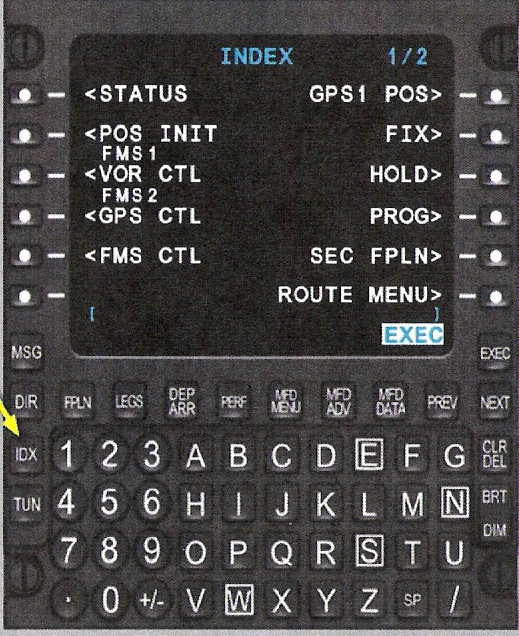 INDEX 1/2
<STATUS GPS1 POS>
<POS INIT FIX>
FMS1
<VOR CTL HOLD>
FMS2
<GPS CTL PROG>
<FMS CTL SEC FPLN>
ROUTE MENU>
[ ]
EXEC
MSG EXEC
DIR FPLN LEGS DEP ARR PERF MFD MENU MFD ADV MFD DATA PREV NEXT
IDX 1 2 3 A B C D E F G CLR DEL
TUN 4 5 6 H I J K L M N BRT
DIM
7 8 9 O P Q R S T U
. 0 +/- V W X Y Z SP /